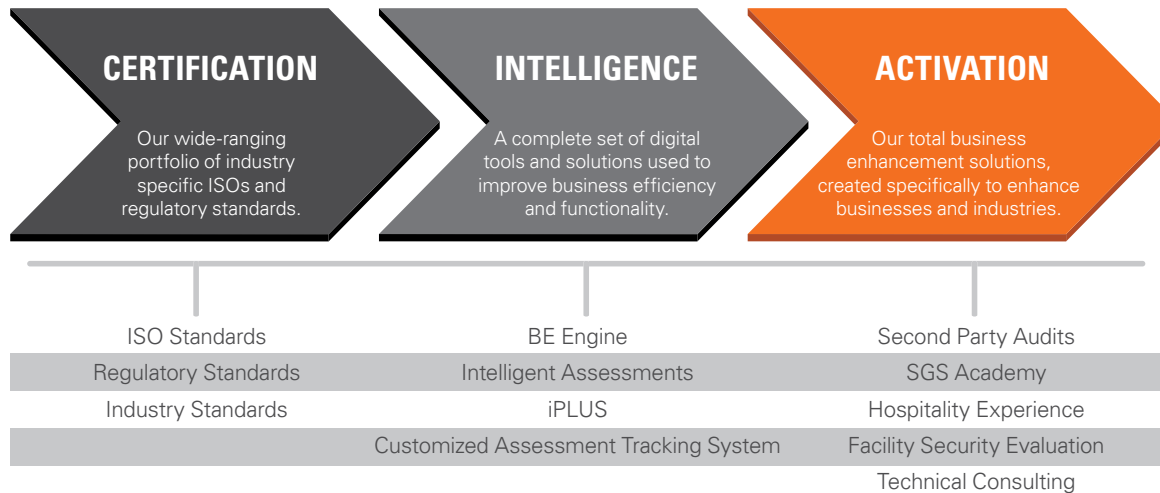 CERTIFICATION
Our wide-ranging
portfolio of industry
specific ISOs and
regulatory standards.
INTELLIGENCE
A complete set of digital
tools and solutions used to
improve business efficiency
and functionality.
ACTIVATION
Our total business
enhancement solutions,
created specifically to enhance
businesses and industries.
ISO Standards
Regulatory Standards
Industry Standards
BE Engine
Intelligent Assessments
iPLUS
Customized Assessment Tracking System
Second Party Audits
SGS Academy
Hospitality Experience
Facility Security Evaluation
Technical Consulting